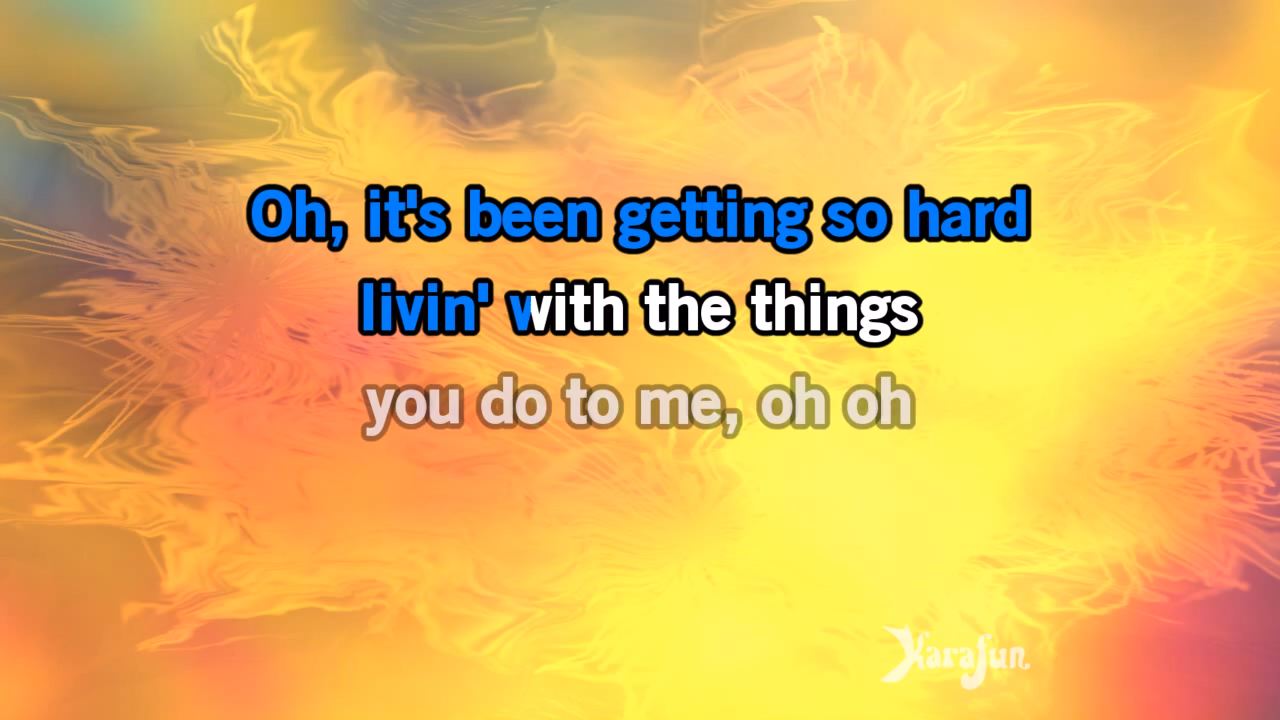 Oh, it's been getting so hard
livin' with the things
you do to me, oh oh
KaraFun